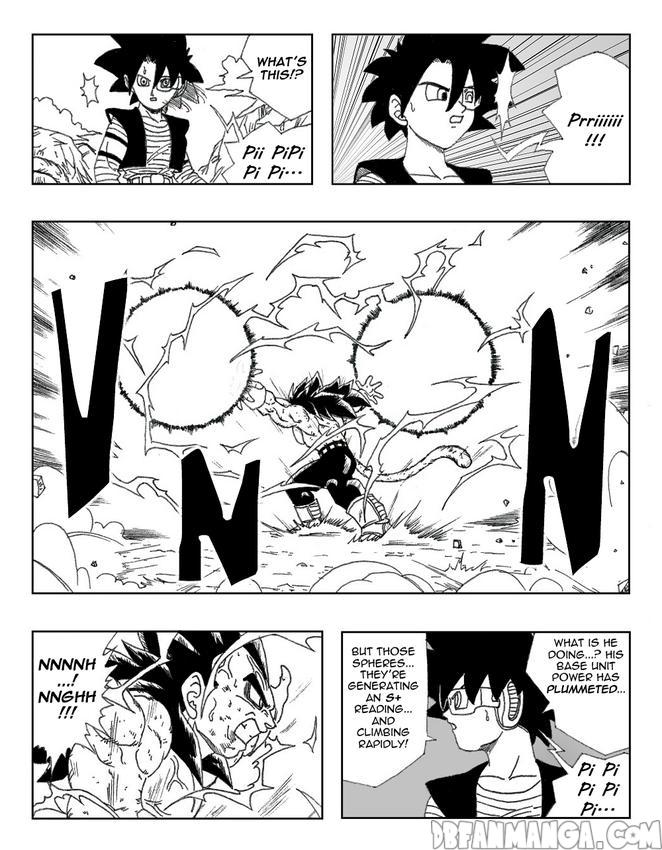 Prriiiiii
!!!
WHAT'S
THIS!?
Pii PiPi
Pi Pi...
VNN
WHAT IS HE
DOING...? HIS
BASE UNIT
POWER HAS
PLUMMETED...
BUT THOSE
SPHERES...
THEY'RE
GENERATING
AN S+
READING...
AND
CLIMBING
RAPIDLY!
Pi Pi
Pi Pi
Pi...
NNNNH
...!
NNGHH
!!!
DBFANMANGA.COM